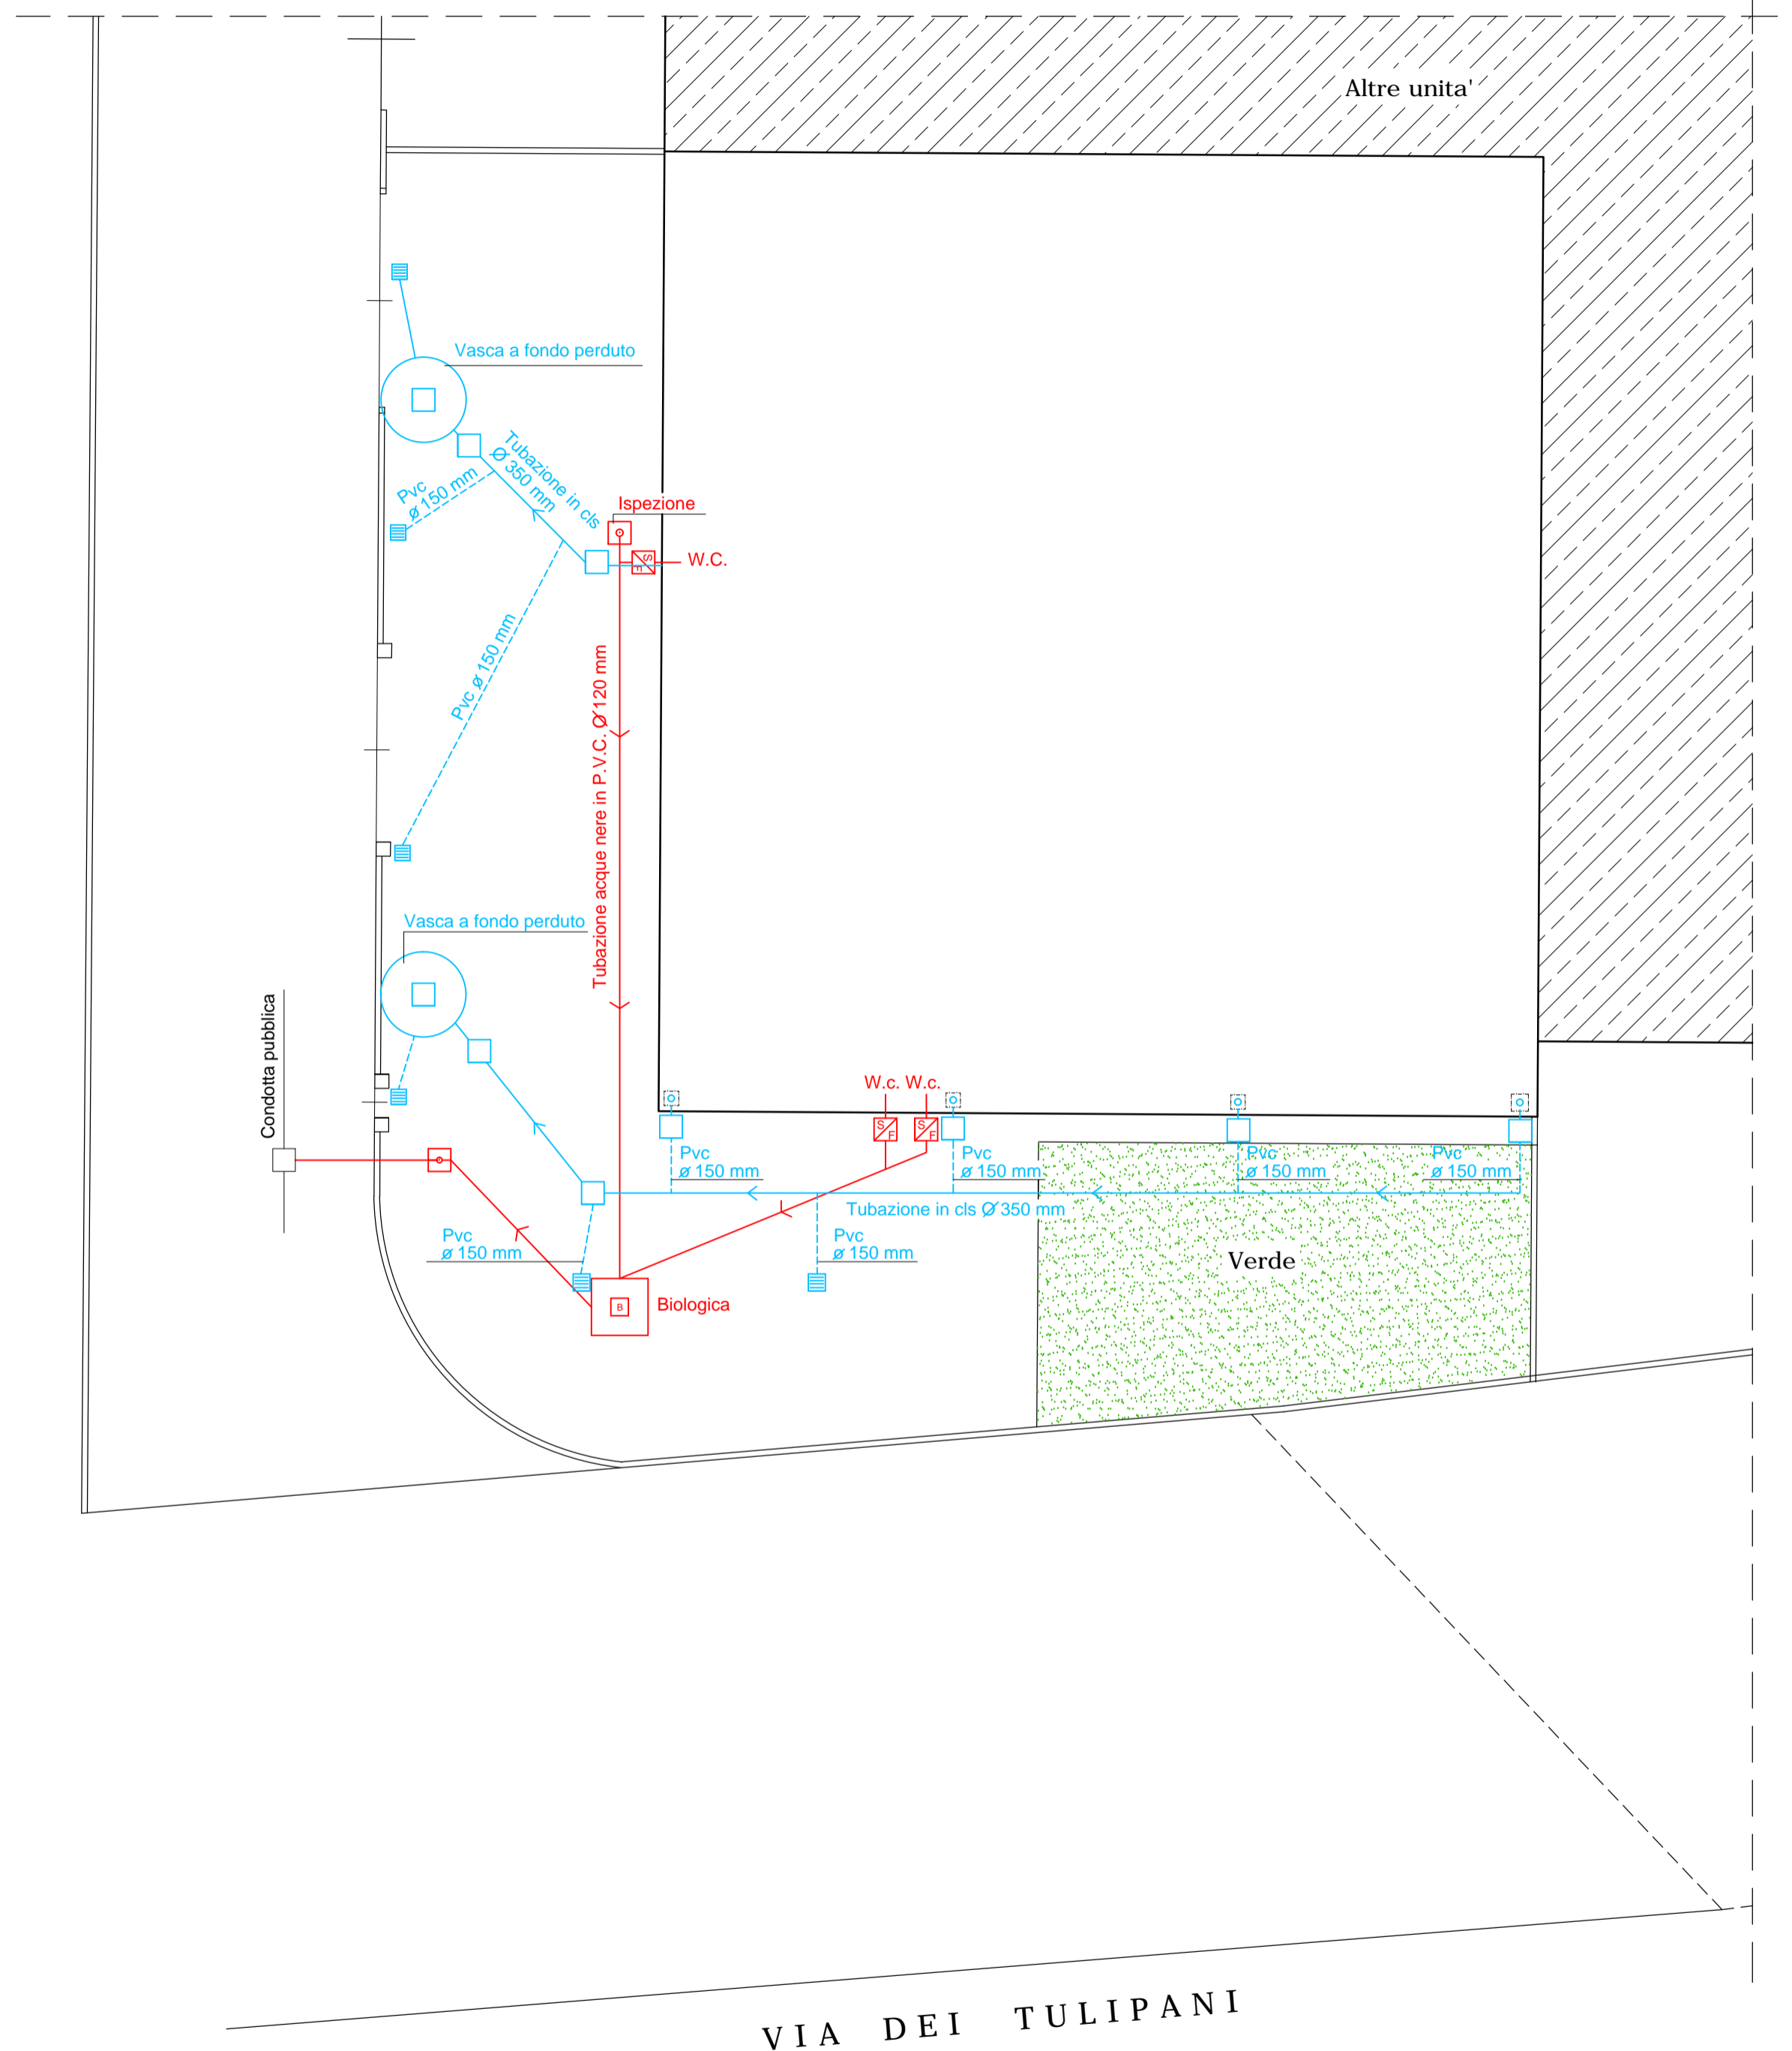 Altre unita'
Vasca a fondo perduto
Tubazione in cls
Ø 350 mm
Pvc
ø 150 mm
Ispezione
S
F
W.C.
Pvc ø 150 mm
Tubazione acque nere in P.V.C. Ø 120 mm
Vasca a fondo perduto
Condotta pubblica
W.c.
W.c.
S
F
S
F
Pvc
ø 150 mm
Pvc
ø 150 mm
Pvc
ø 150 mm
Pvc
ø 150 mm
Tubazione in cls Ø 350 mm
Pvc
ø 150 mm
Pvc
ø 150 mm
Verde
B
Biologica
VIA DEI TULIPANI